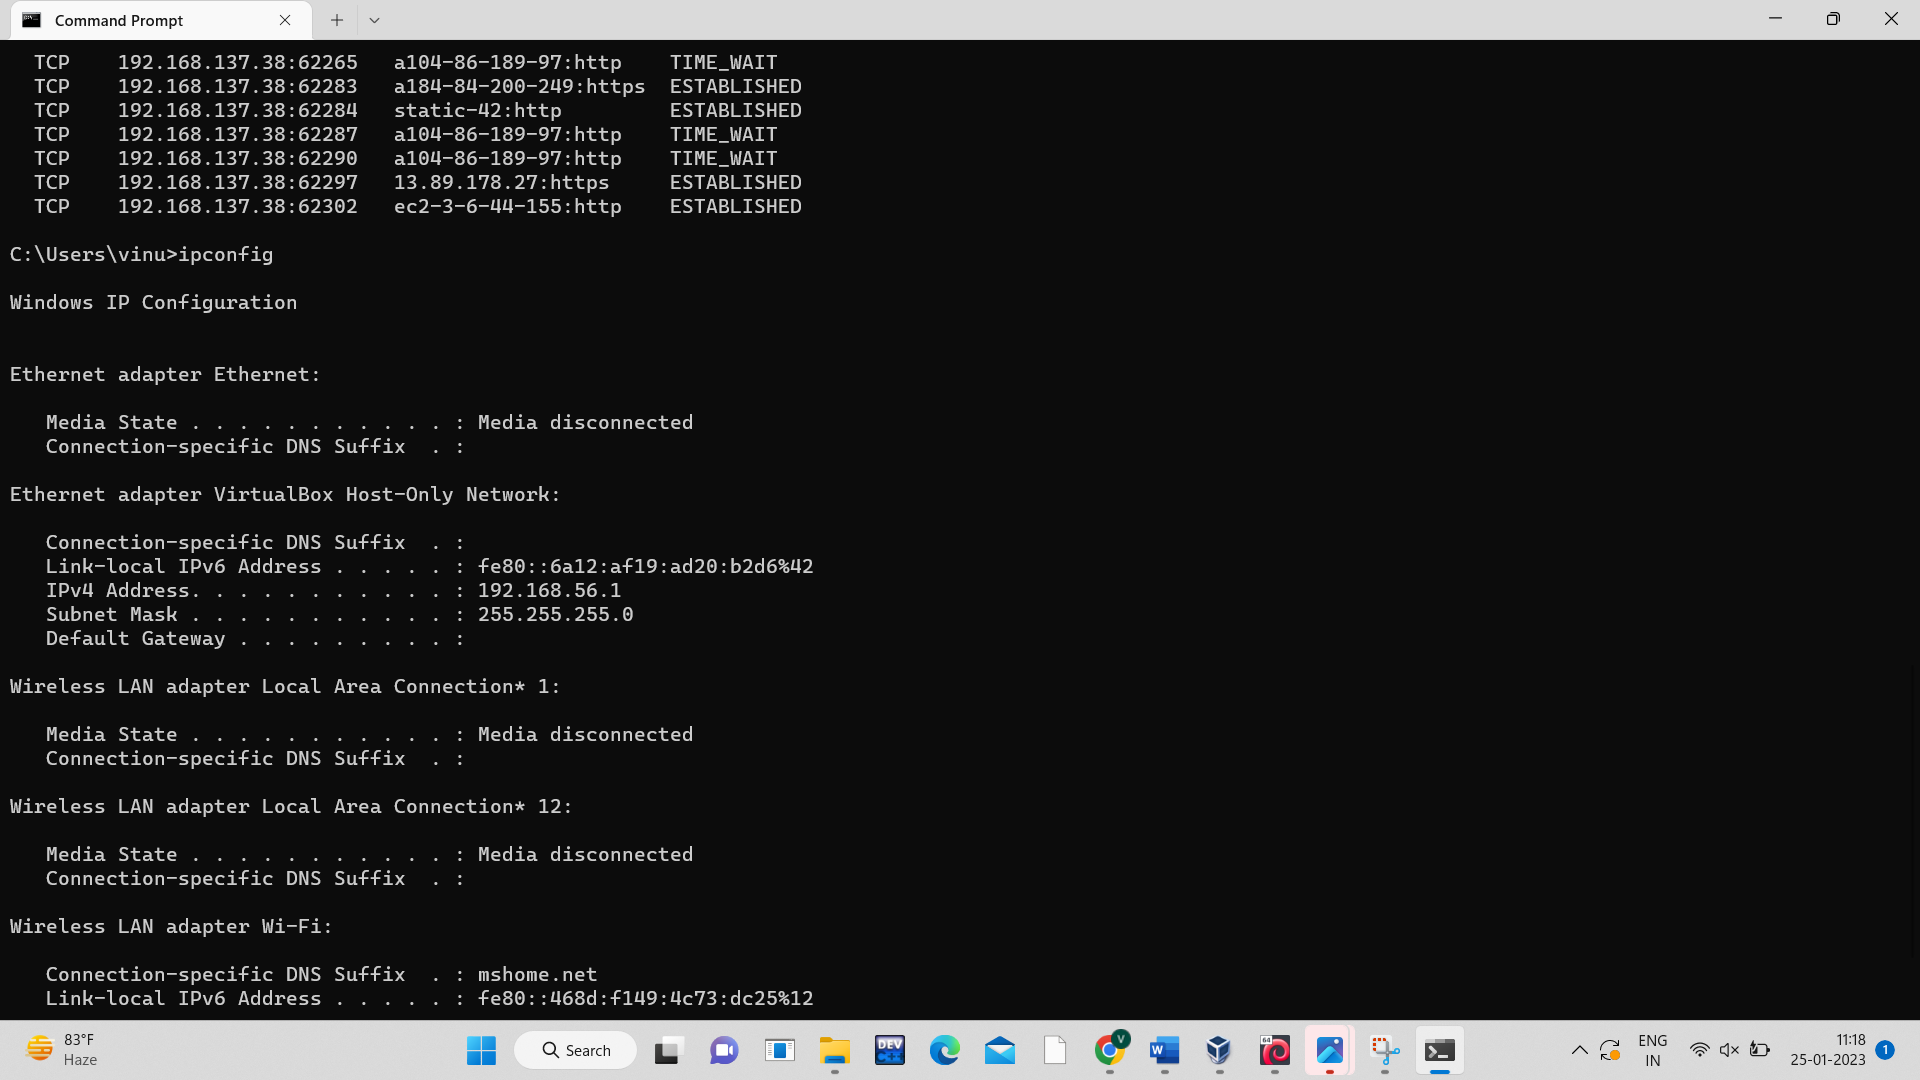 Command Prompt
TCP    192.168.137.38:62265   a104-86-189-97:http    TIME_WAIT
TCP    192.168.137.38:62283   a184-84-200-249:https  ESTABLISHED
TCP    192.168.137.38:62284   static-42:http         ESTABLISHED
TCP    192.168.137.38:62287   a104-86-189-97:http    TIME_WAIT
TCP    192.168.137.38:62290   a104-86-189-97:http    TIME_WAIT
TCP    192.168.137.38:62297   13.89.178.27:https     ESTABLISHED
TCP    192.168.137.38:62302   ec2-3-6-44-155:http    ESTABLISHED
C:\Users\vinu>ipconfig
Windows IP Configuration
Ethernet adapter Ethernet:
Media State . . . . . . . . . . . : Media disconnected
Connection-specific DNS Suffix  . :
Ethernet adapter VirtualBox Host-Only Network:
Connection-specific DNS Suffix  . :
Link-local IPv6 Address . . . . . : fe80::6a12:af19:ad20:b2d6%42
IPv4 Address. . . . . . . . . . . : 192.168.56.1
Subnet Mask . . . . . . . . . . . : 255.255.255.0
Default Gateway . . . . . . . . . :
Wireless LAN adapter Local Area Connection* 1:
Media State . . . . . . . . . . . : Media disconnected
Connection-specific DNS Suffix  . :
Wireless LAN adapter Local Area Connection* 12:
Media State . . . . . . . . . . . : Media disconnected
Connection-specific DNS Suffix  . :
Wireless LAN adapter Wi-Fi:
Connection-specific DNS Suffix  . : mshome.net
Link-local IPv6 Address . . . . . : fe80::468d:f149:4c73:dc25%12
83°F
Haze
Search
DEV
C++
V
W
64
ENG
IN
11:18
25-01-2023
1